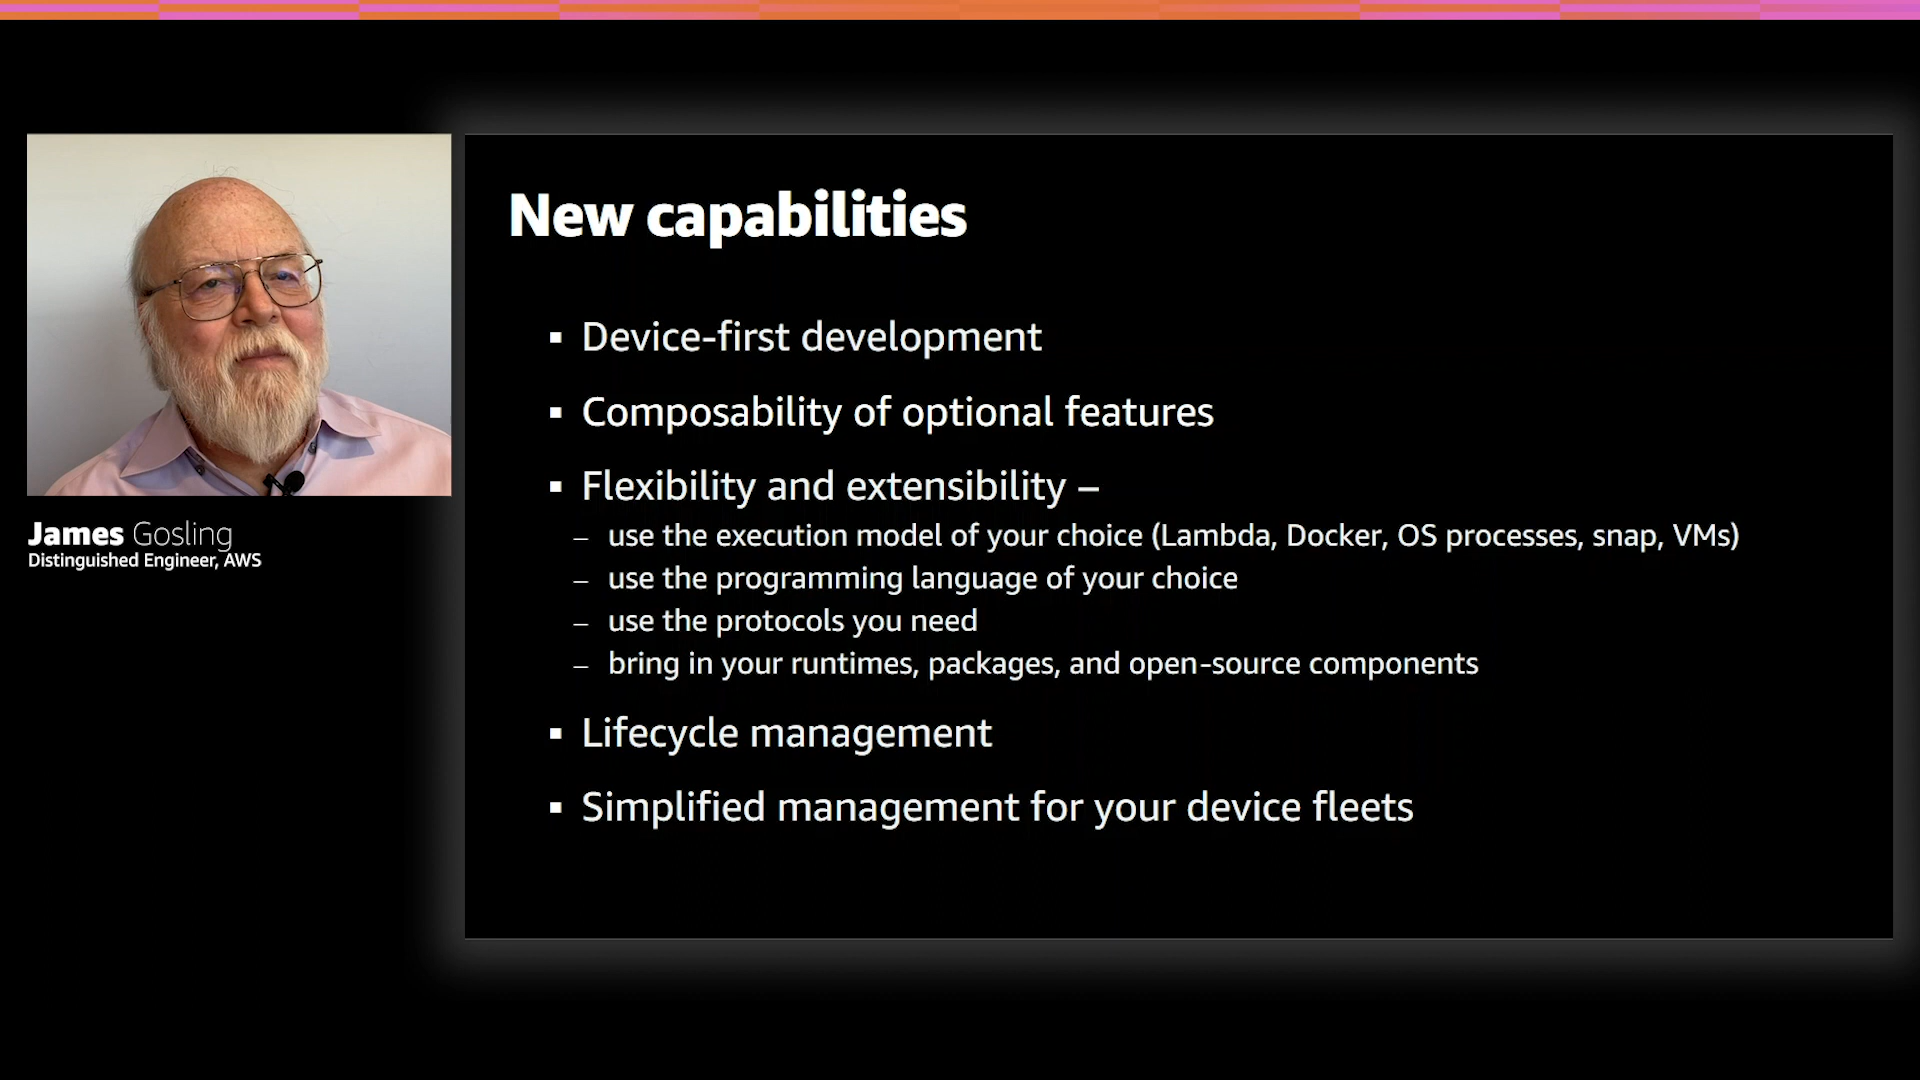 New capabilities
James Gosling
Distinguished Engineer, AWS
▪ Device-first development
▪ Composability of optional features
▪ Flexibility and extensibility –
– use the execution model of your choice (Lambda, Docker, OS processes, snap, VMs)
– use the programming language of your choice
– use the protocols you need
– bring in your runtimes, packages, and open-source components
▪ Lifecycle management
▪ Simplified management for your device fleets